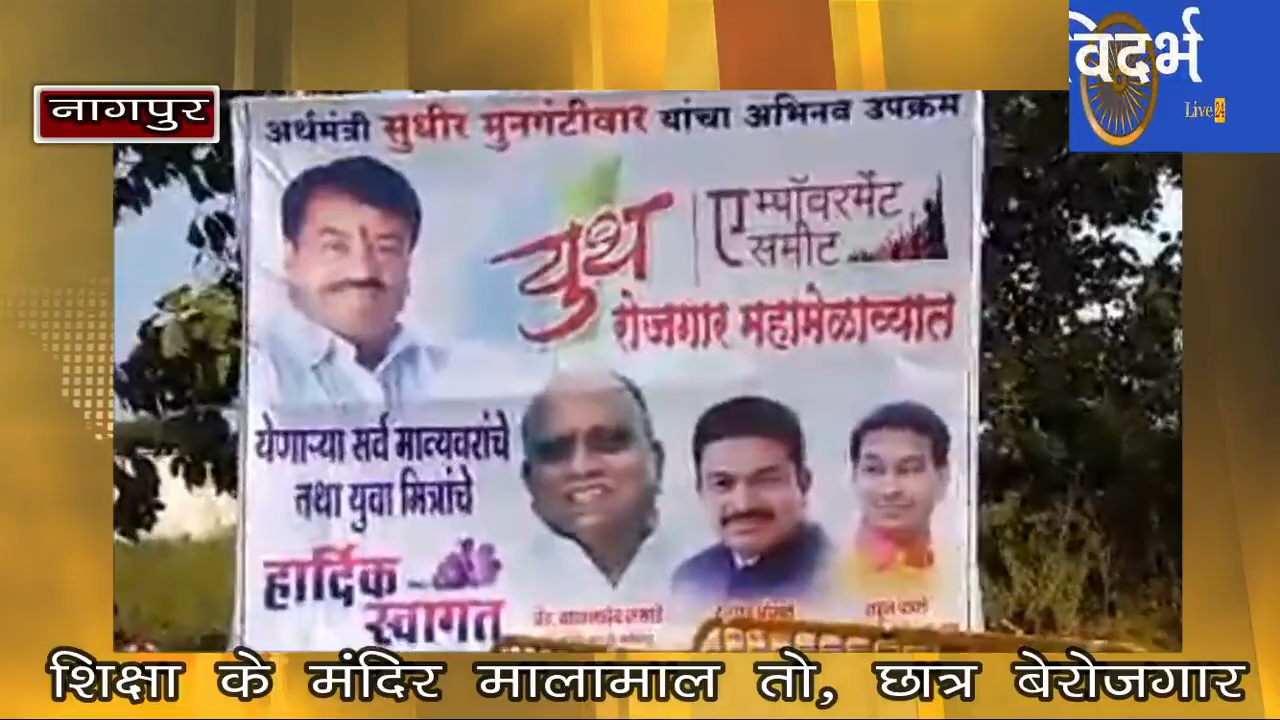 विदर्भ
Live 24
नागपुर
अर्थमंत्री सुधीर मुनगंटीवार यांचा अभिनव उपक्रम
युथ
एम्पॉवरमेंट
समीट
रोजगार महामेळाव्यात
येणाऱ्या सर्व मान्यवरांचे
तथा युवा मित्रांचे
हार्दिक
स्वागत
शिक्षा के मंदिर मालामाल तो, छात्र बेरोजगार